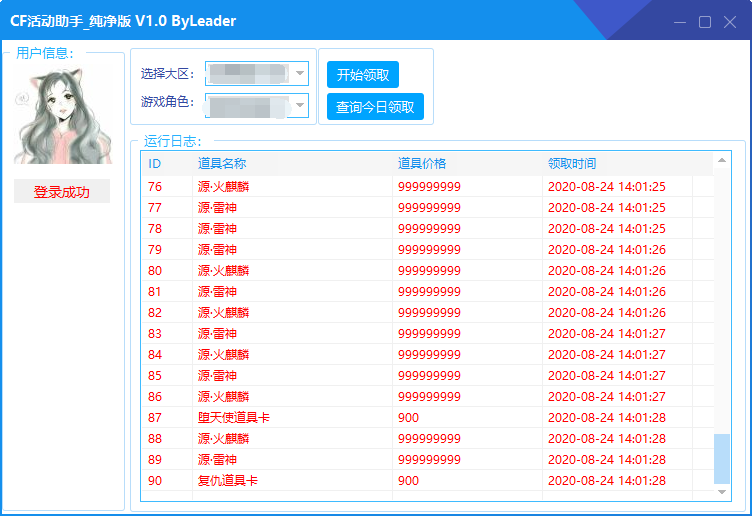 CF活动助手_纯净版 V1.0 ByLeader
用户信息：
登录成功
选择大区：
游戏角色：
开始领取
查询今日领取
运行日志：
ID 道具名称 道具价格 领取时间
76 源·火麒麟 999999999 2020-08-24 14:01:25
77 源·雷神 999999999 2020-08-24 14:01:25
78 源·雷神 999999999 2020-08-24 14:01:25
79 源·雷神 999999999 2020-08-24 14:01:26
80 源·火麒麟 999999999 2020-08-24 14:01:26
81 源·雷神 999999999 2020-08-24 14:01:26
82 源·火麒麟 999999999 2020-08-24 14:01:26
83 源·雷神 999999999 2020-08-24 14:01:27
84 源·火麒麟 999999999 2020-08-24 14:01:27
85 源·雷神 999999999 2020-08-24 14:01:27
86 源·火麒麟 999999999 2020-08-24 14:01:27
87 堕天使道具卡 900 2020-08-24 14:01:28
88 源·火麒麟 999999999 2020-08-24 14:01:28
89 源·雷神 999999999 2020-08-24 14:01:28
90 复仇道具卡 900 2020-08-24 14:01:28